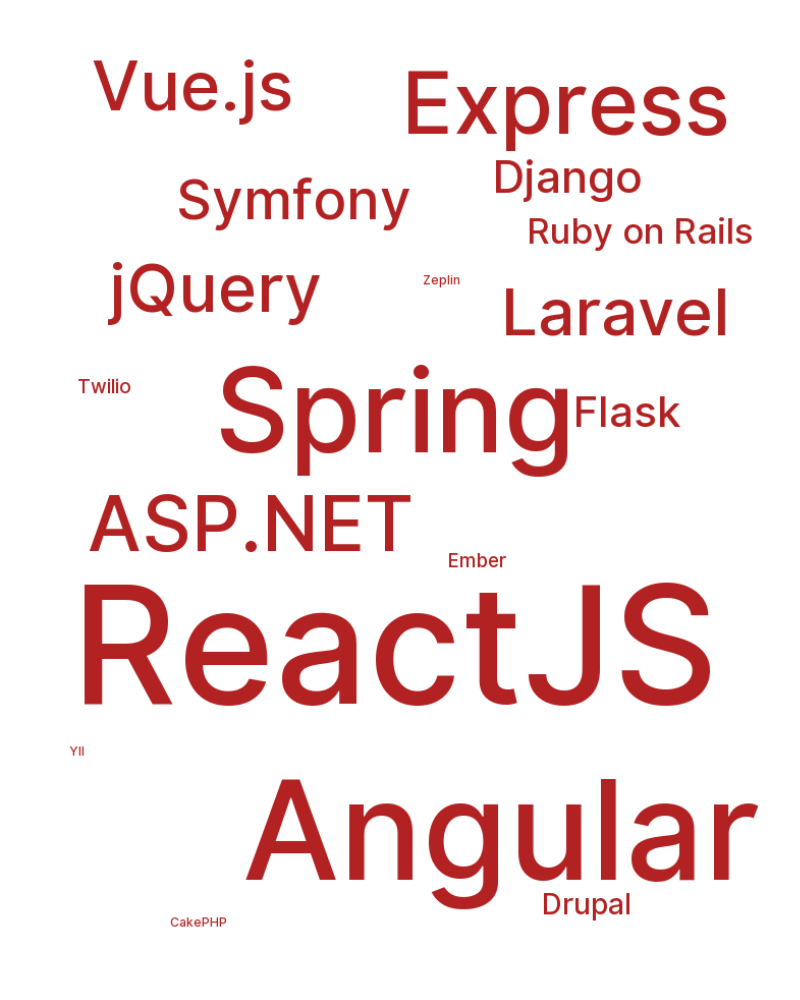 Vue.js
Express
Django
Symfony
Ruby on Rails
jQuery
Zeplin
Laravel
Spring
Twilio
Flask
ASP.NET
Ember
ReactJS
YII
Angular
Drupal
CakePHP